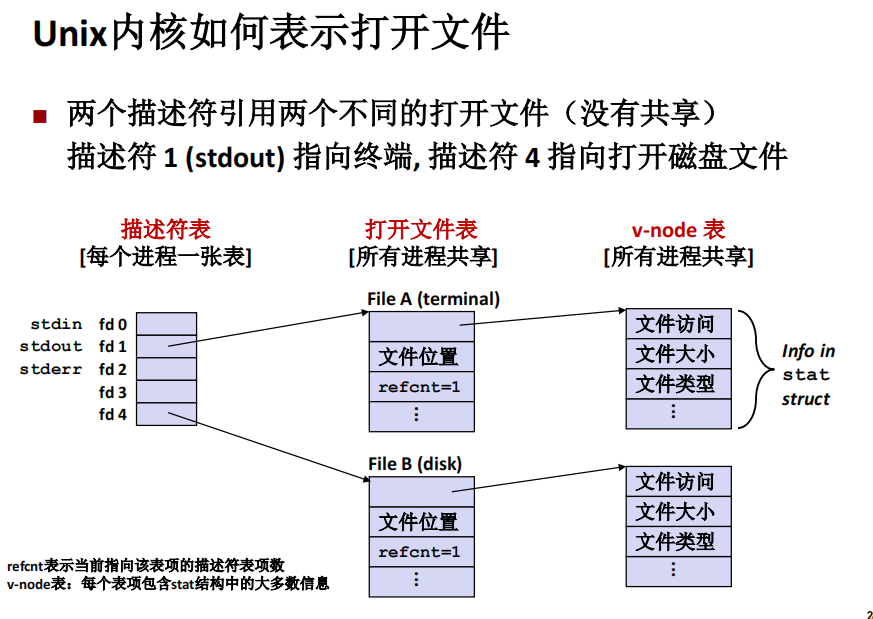 Unix内核如何表示打开文件
两个描述符引用两个不同的打开文件（没有共享）
描述符 1 (stdout) 指向终端, 描述符 4 指向打开磁盘文件
描述符表
[每个进程一张表]
打开文件表
[所有进程共享]
v-node 表
[所有进程共享]
stdin fd 0
stdout fd 1
stderr fd 2
fd 3
fd 4
File A (terminal)
文件位置
refcnt=1
⋮
文件访问
文件大小
文件类型
⋮
Info in
stat
struct
File B (disk)
文件位置
refcnt=1
⋮
文件访问
文件大小
文件类型
⋮
refcnt表示当前指向该表项的描述符表项数
v-node表：每个表项包含stat结构中的大多数信息